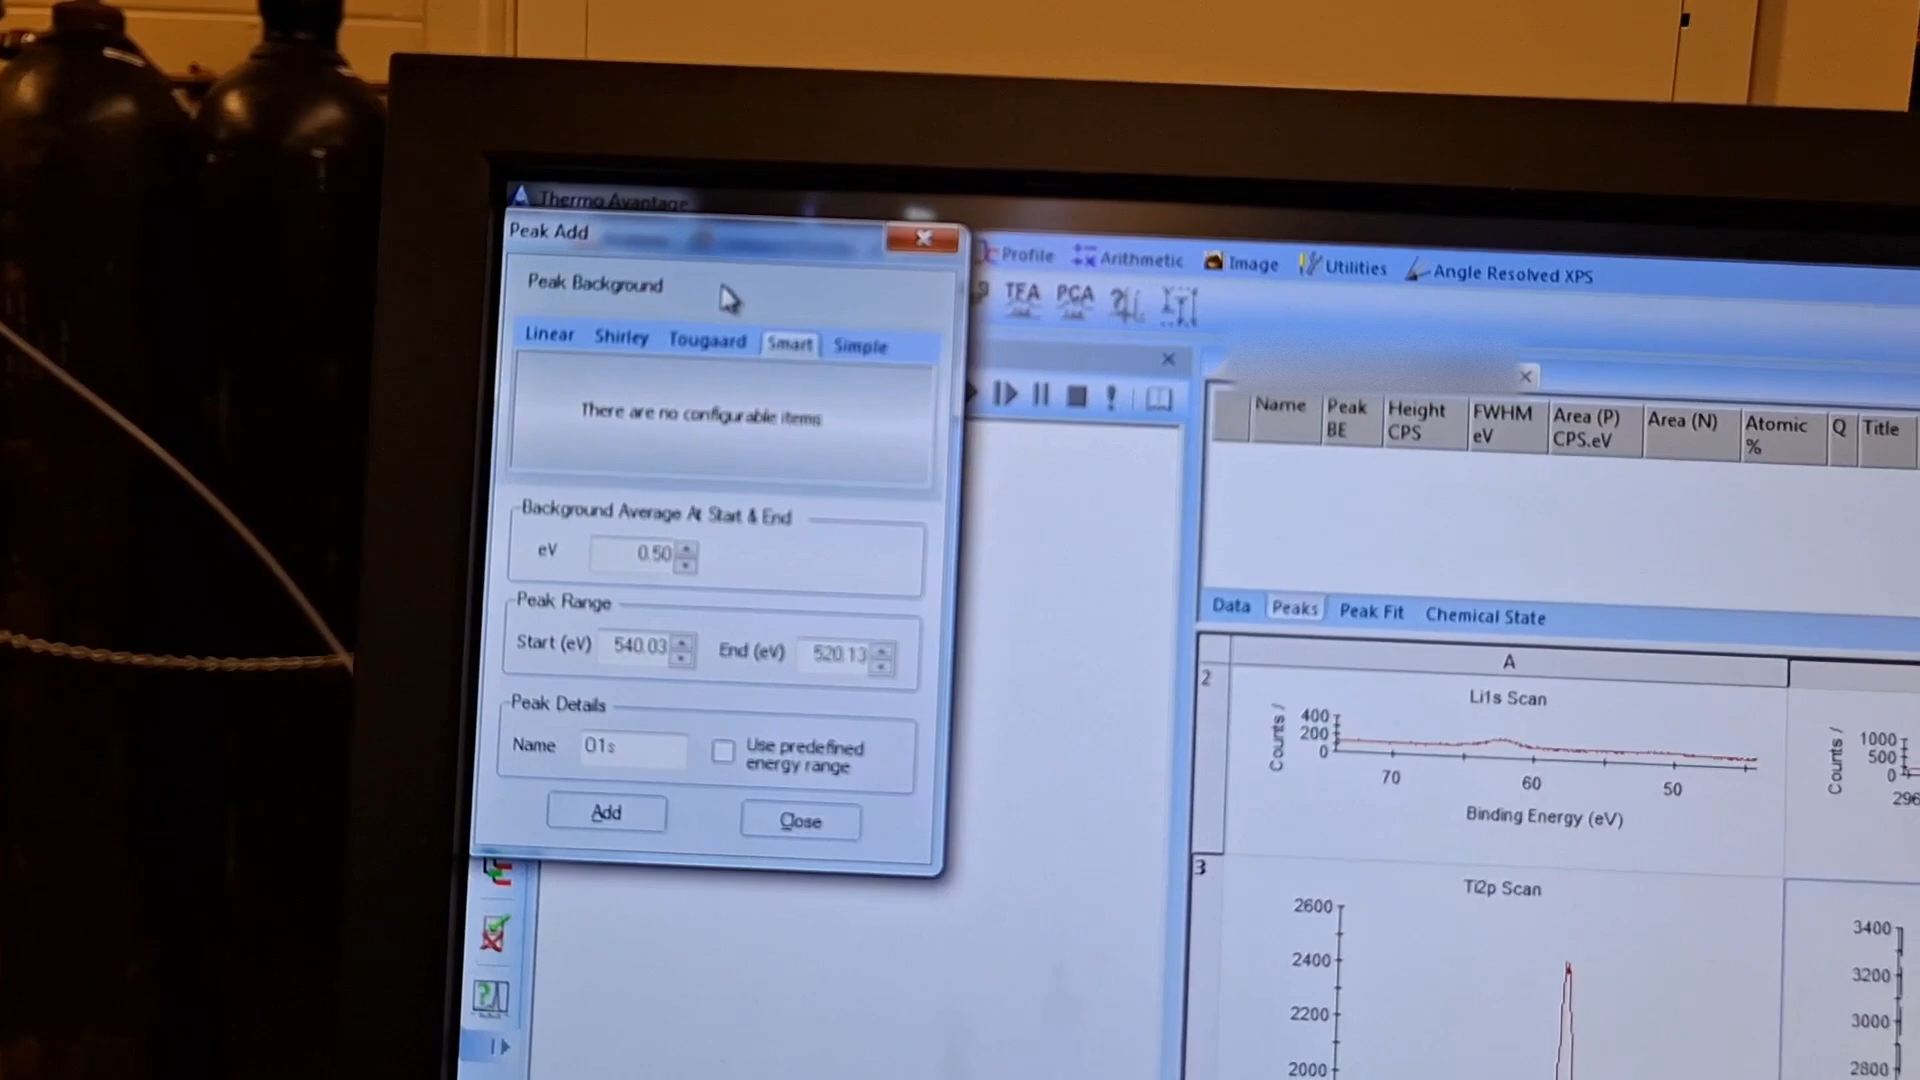 Thermo Avantage
Peak Add
Peak Background
Linear Shirley Tougaard Smart Simple
There are no configurable items
Background Average At Start & End
eV 0.50
Peak Range
Start (eV) 540.03 End (eV) 520.13
Peak Details
Name O1s Use predefined
energy range
Add Close
Profile Arithmetic Image Utilities Angle Resolved XPS
TFA PCA
Name Peak BE Height CPS FWHM eV Area (P) CPS.eV Area (N) Atomic % Q Title
Data Peaks Peak Fit Chemical State
A
2
Li1s Scan
Counts /
400
200
0
70 60 50
Binding Energy (eV)
Counts /
1000
500
0
296
3
Ti2p Scan
2600
2400
2200
2000
3400
3200
3000
2800